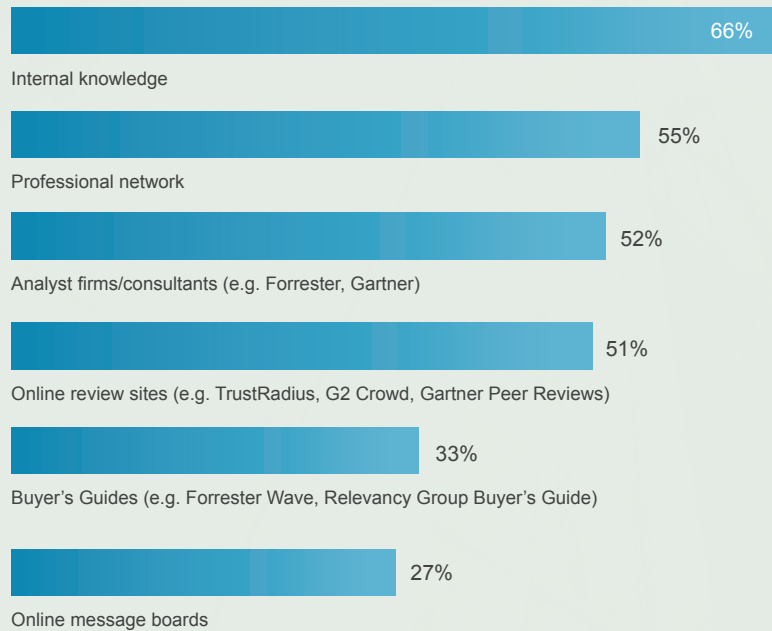 66%
Internal knowledge
55%
Professional network
52%
Analyst firms/consultants (e.g. Forrester, Gartner)
51%
Online review sites (e.g. TrustRadius, G2 Crowd, Gartner Peer Reviews)
33%
Buyer’s Guides (e.g. Forrester Wave, Relevancy Group Buyer’s Guide)
27%
Online message boards